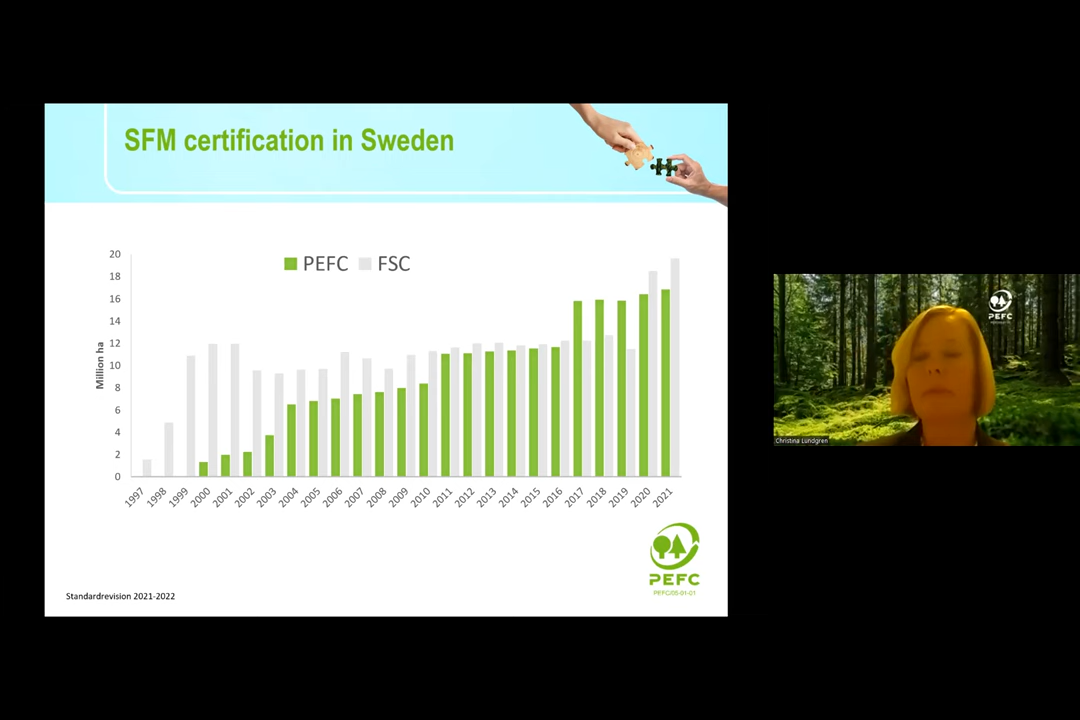 SFM certification in Sweden
PEFC FSC
Million ha
20
18
16
14
12
10
8
6
4
2
0
1997 1998 1999 2000 2001 2002 2003 2004 2005 2006 2007 2008 2009 2010 2011 2012 2013 2014 2015 2016 2017 2018 2019 2020 2021
PEFC
PEFC/05-01-01
Standardrevision 2021-2022
PEFC
Christina Lundgren